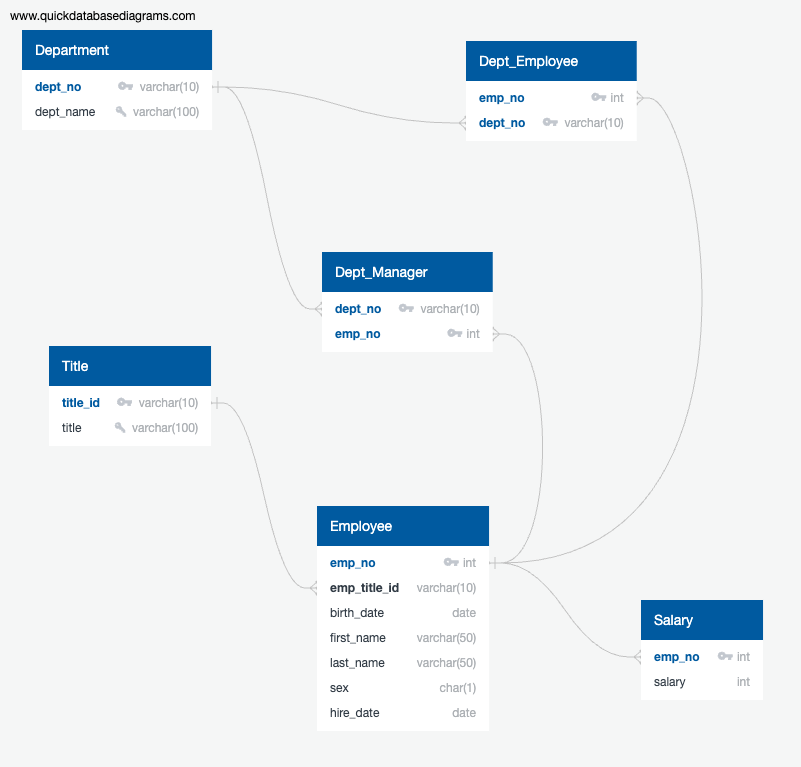 www.quickdatabasediagrams.com
Department
dept_no varchar(10)
dept_name varchar(100)
Dept_Employee
emp_no int
dept_no varchar(10)
Dept_Manager
dept_no varchar(10)
emp_no int
Title
title_id varchar(10)
title varchar(100)
Employee
emp_no int
emp_title_id varchar(10)
birth_date date
first_name varchar(50)
last_name varchar(50)
sex char(1)
hire_date date
Salary
emp_no int
salary int